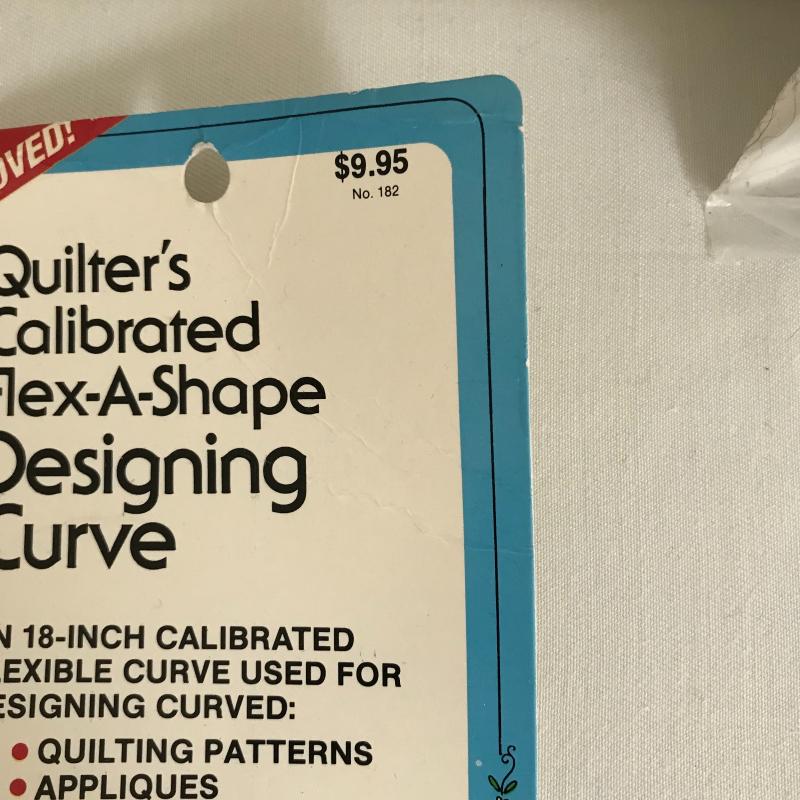 OVED!
$9.95
No. 182
Quilter's
Calibrated
Flex-A-Shape
Designing
Curve
N 18-INCH CALIBRATED
LEXIBLE CURVE USED FOR
ESIGNING CURVED:
• QUILTING PATTERNS
• APPLIQUES